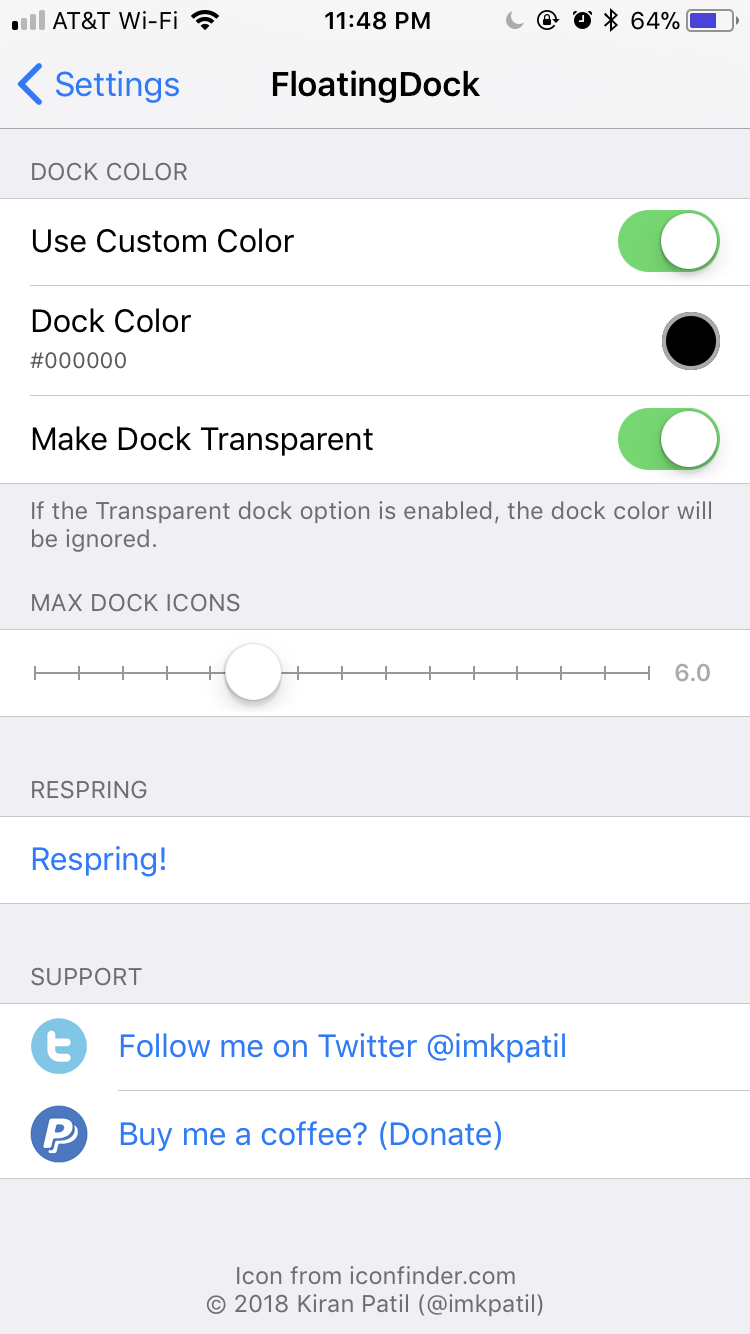 AT&T Wi-Fi 11:48 PM 64%
Settings FloatingDock
DOCK COLOR
Use Custom Color
Dock Color
#000000
Make Dock Transparent
If the Transparent dock option is enabled, the dock color will
be ignored.
MAX DOCK ICONS
6.0
RESPRING
Respring!
SUPPORT
Follow me on Twitter @imkpatil
Buy me a coffee? (Donate)
Icon from iconfinder.com
© 2018 Kiran Patil (@imkpatil)